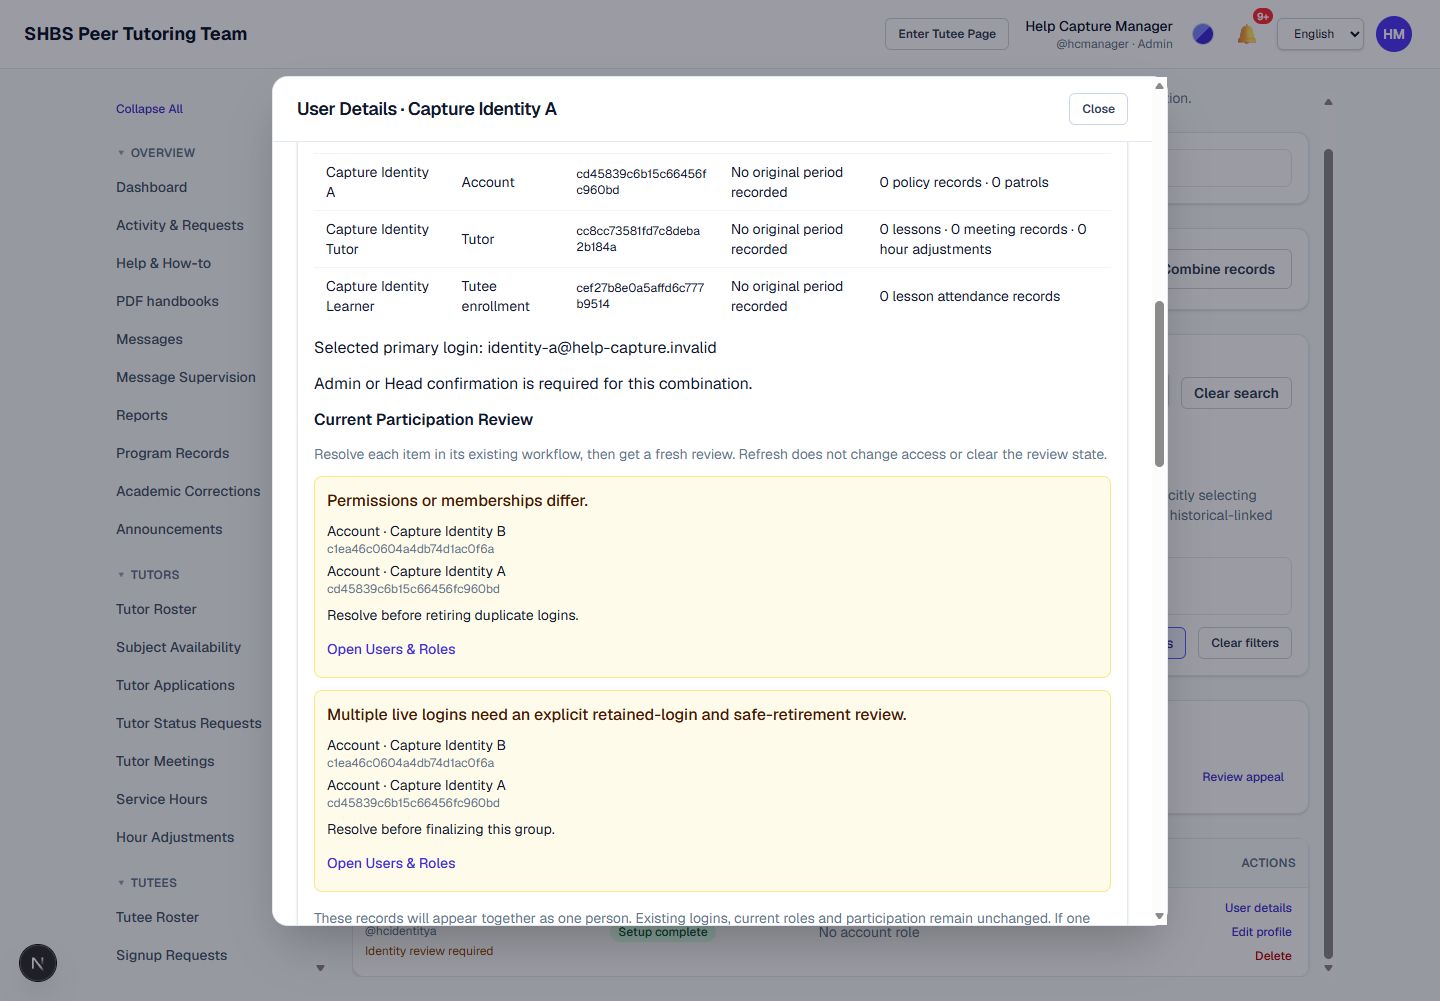 SHBS Peer Tutoring Team
Enter Tutee Page
Help Capture Manager
@hcmanager · Admin
9+
English
HM
Collapse All
OVERVIEW
Dashboard
Activity & Requests
Help & How-to
PDF handbooks
Messages
Message Supervision
Reports
Program Records
Academic Corrections
Announcements
TUTORS
Tutor Roster
Subject Availability
Tutor Applications
Tutor Status Requests
Tutor Meetings
Service Hours
Hour Adjustments
TUTEES
Tutee Roster
Signup Requests
N
User Details · Capture Identity A
Close
Capture Identity
A
Account
cd45839c6b15c66456f
c960bd
No original period
recorded
0 policy records · 0 patrols
Capture Identity
Tutor
Tutor
cc8cc73581fd7c8deba
2b184a
No original period
recorded
0 lessons · 0 meeting records · 0
hour adjustments
Capture Identity
Learner
Tutee
enrollment
cef27b8e0a5affd6c777
b9514
No original period
recorded
0 lesson attendance records
Selected primary login: identity-a@help-capture.invalid
Admin or Head confirmation is required for this combination.
Current Participation Review
Resolve each item in its existing workflow, then get a fresh review. Refresh does not change access or clear the review state.
Permissions or memberships differ.
Account · Capture Identity B
c1ea46c0604a4db74d1ac0f6a
Account · Capture Identity A
cd45839c6b15c66456fc960bd
Resolve before retiring duplicate logins.
Open Users & Roles
Multiple live logins need an explicit retained-login and safe-retirement review.
Account · Capture Identity B
c1ea46c0604a4db74d1ac0f6a
Account · Capture Identity A
cd45839c6b15c66456fc960bd
Resolve before finalizing this group.
Open Users & Roles
These records will appear together as one person. Existing logins, current roles and participation remain unchanged. If one
Combine records
Clear search
selecting
historical-linked
Clear filters
Review appeal
ACTIONS
User details
Edit profile
Delete
@hcidentitya
Identity review required
Setup complete
No account role